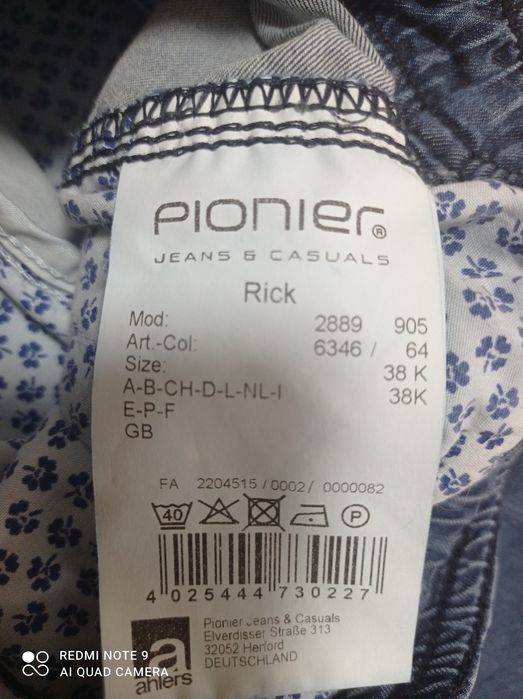 PIONIER®
JEANS & CASUALS
Rick
Mod: 2889 905
Art.-Col: 6346 / 64
Size: 38 K
A-B-CH-D-L-NL-I 38K
E-P-F
GB
FA 2204515 / 0002 / 0000082
40 P
4 025444 730227
Pionier Jeans & Casuals
Elverdisser Straße 313
32052 Herford
DEUTSCHLAND
a
ahlers
REDMI NOTE 9
AI QUAD CAMERA